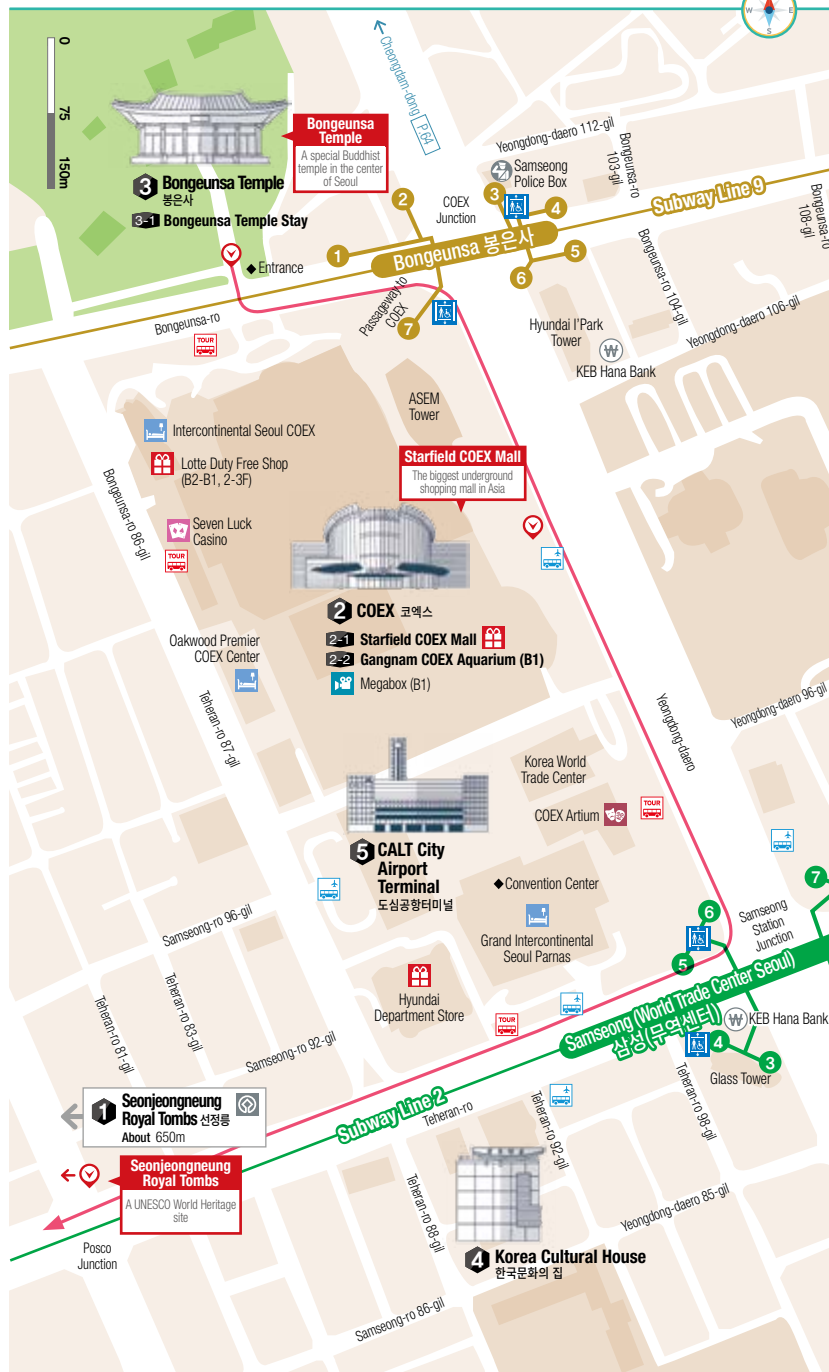 W
E
S
0
75
150m
Cheongdam-dong P.64
Bongeunsa
Temple
A special Buddhist
temple in the center
of Seoul
3 Bongeunsa Temple
봉은사
3-1 Bongeunsa Temple Stay
Entrance
Yeongdong-daero 112-gil
Bongeunsa-ro
103-gil
Samseong
Police Box
COEX
Junction
Subway Line 9
Bongeunsa-ro
108-gil
1
2
3
4
5
6
7
Bongeunsa 봉은사
Passageway to
COEX
Bongeunsa-ro
TOUR
Bongeunsa-ro 104-gil
Yeongdong-daero 106-gil
Hyundai I'Park
Tower
KEB Hana Bank
ASEM
Tower
Intercontinental Seoul COEX
Lotte Duty Free Shop
(B2-B1, 2-3F)
Bongeunsa-ro 86-gil
Seven Luck
Casino
TOUR
Starfield COEX Mall
The biggest underground
shopping mall in Asia
2 COEX 코엑스
2-1 Starfield COEX Mall
2-2 Gangnam COEX Aquarium (B1)
Megabox (B1)
Oakwood Premier
COEX Center
Teheran-ro 87-gil
Yeongdong-daero
Yeongdong-daero 96-gil
Korea World
Trade Center
COEX Artium
TOUR
5 CALT City
Airport
Terminal
도심공항터미널
Convention Center
Grand Intercontinental
Seoul Parnas
Samseong
Station
Junction
7
6
5
Samseong-ro 96-gil
Hyundai
Department Store
TOUR
Samseong (World Trade Center Seoul)
삼성(무역센터)
KEB Hana Bank
4
3
Glass Tower
Teheran-ro 83-gil
Teheran-ro 81-gil
Samseong-ro 92-gil
1 Seonjeongneung
Royal Tombs 선정릉
About 650m
Subway Line 2
Teheran-ro
Teheran-ro 92-gil
Teheran-ro 98-gil
Seonjeongneung
Royal Tombs
A UNESCO World Heritage
site
Posco
Junction
Teheran-ro 88-gil
Yeongdong-daero 85-gil
4 Korea Cultural House
한국문화의 집
Samseong-ro 86-gil